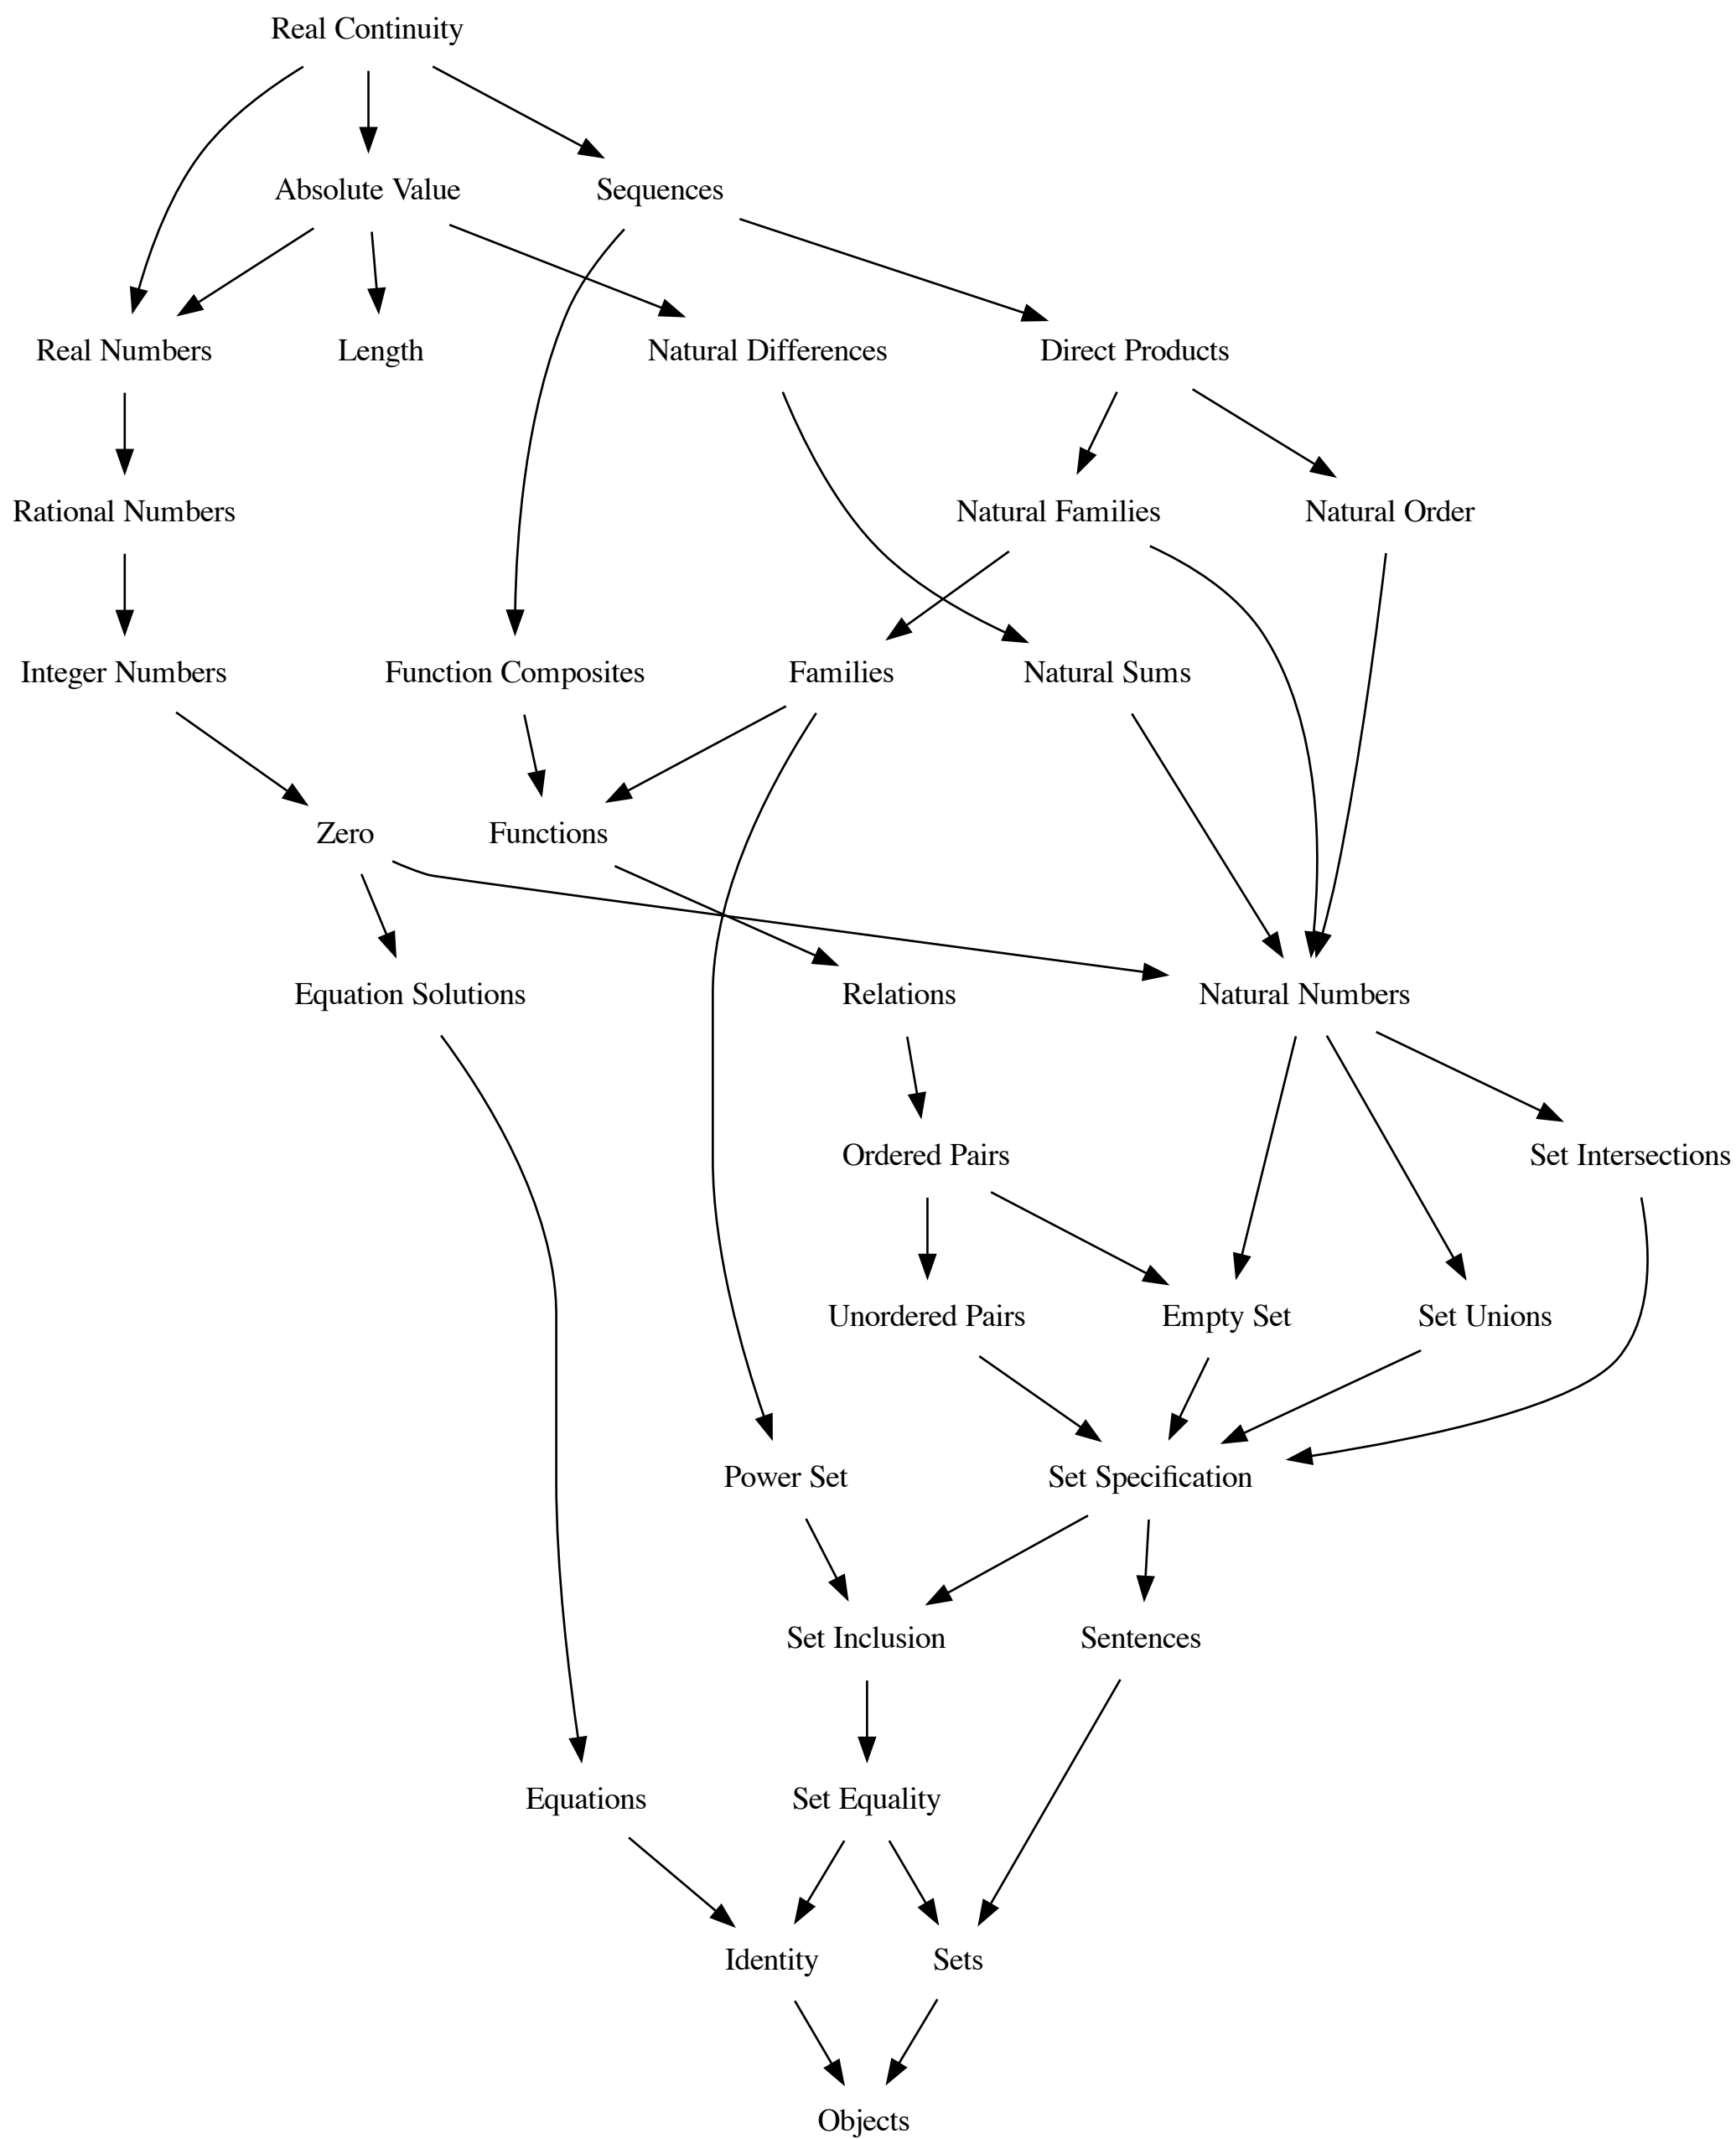 Real Continuity
Absolute Value
Sequences
Real Numbers
Length
Natural Differences
Direct Products
Rational Numbers
Natural Families
Natural Order
Integer Numbers
Function Composites
Families
Natural Sums
Zero
Functions
Equation Solutions
Relations
Natural Numbers
Ordered Pairs
Set Intersections
Unordered Pairs
Empty Set
Set Unions
Power Set
Set Specification
Set Inclusion
Sentences
Equations
Set Equality
Identity
Sets
Objects